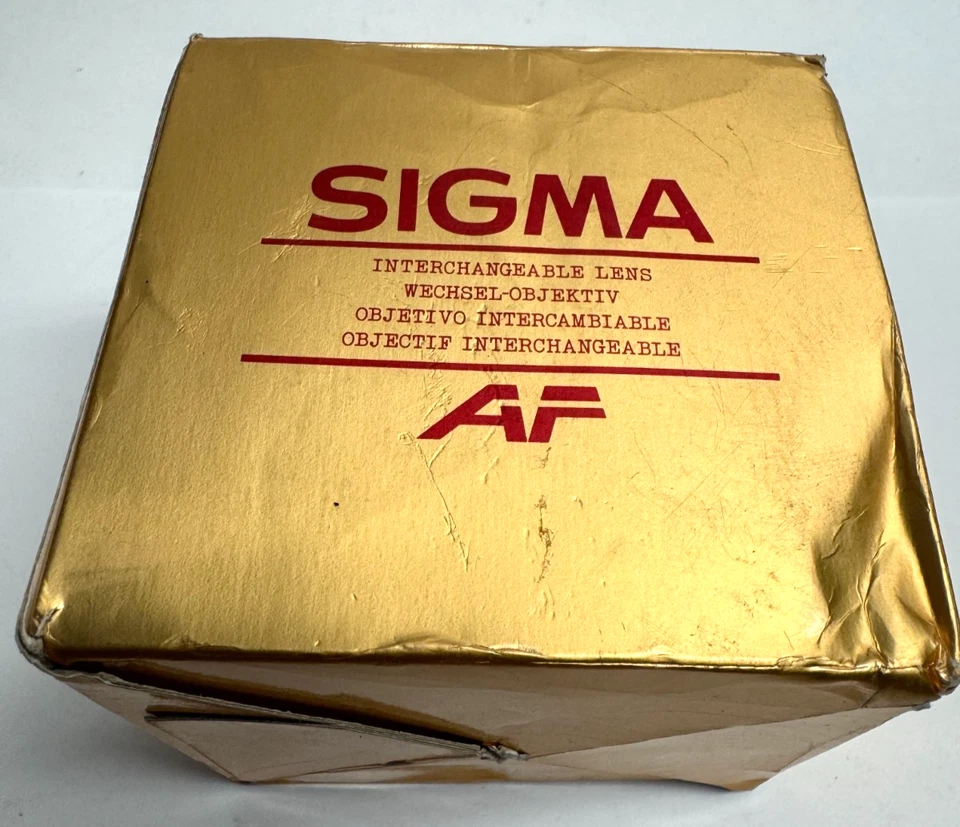 SIGMA
INTERCHANGEABLE LENS
WECHSEL-OBJEKTIV
OBJETIVO INTERCAMBIABLE
OBJECTIF INTERCHANGEABLE
AF